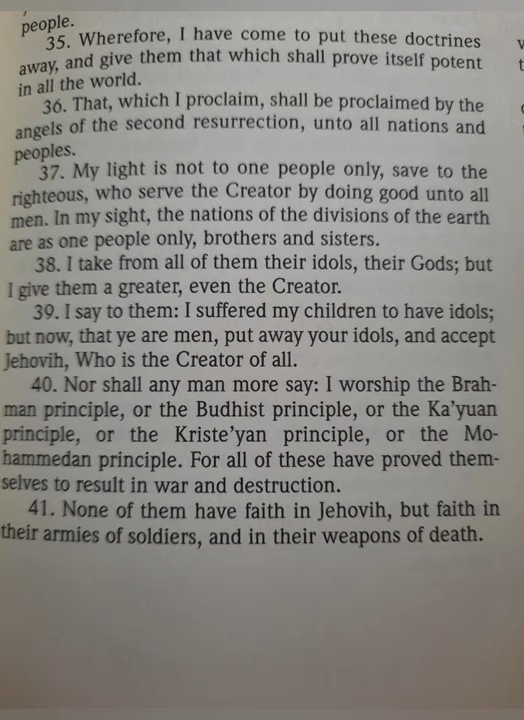 people.
35. Wherefore, I have come to put these doctrines
away, and give them that which shall prove itself potent
in all the world.
36. That, which I proclaim, shall be proclaimed by the
angels of the second resurrection, unto all nations and
peoples.
37. My light is not to one people only, save to the
righteous, who serve the Creator by doing good unto all
men. In my sight, the nations of the divisions of the earth
are as one people only, brothers and sisters.
38. I take from all of them their idols, their Gods; but
I give them a greater, even the Creator.
39. I say to them: I suffered my children to have idols;
but now, that ye are men, put away your idols, and accept
Jehovih, Who is the Creator of all.
40. Nor shall any man more say: I worship the Brah-
man principle, or the Budhist principle, or the Ka'yuan
principle, or the Kriste'yan principle, or the Mo-
hammedan principle. For all of these have proved them-
selves to result in war and destruction.
41. None of them have faith in Jehovih, but faith in
their armies of soldiers, and in their weapons of death.